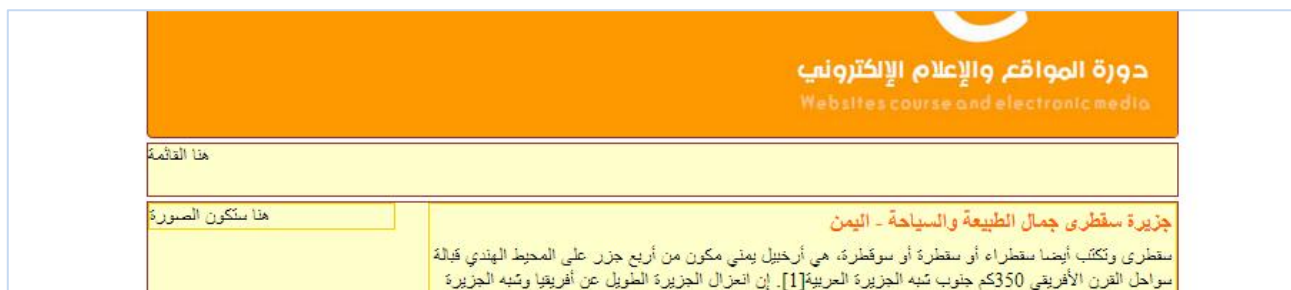 دورة المواقع والإعلام الإلكتروني
Websites course and electronic media
هنا القائمة
جزيرة سقطرى جمال الطبيعة والسياحة - اليمن
سقطرى وتكتب أيضا سقطراء أو سقطرة أو سوقطرة، هي أرخبيل يمني مكون من أربع جزر على المحيط الهندي قبالة
سواحل القرن الأفريقي 350كم جنوب شبه الجزيرة العربية[1]. إن انعزال الجزيرة الطويل عن أفريقيا وشبه الجزيرة
هنا ستكون الصورة